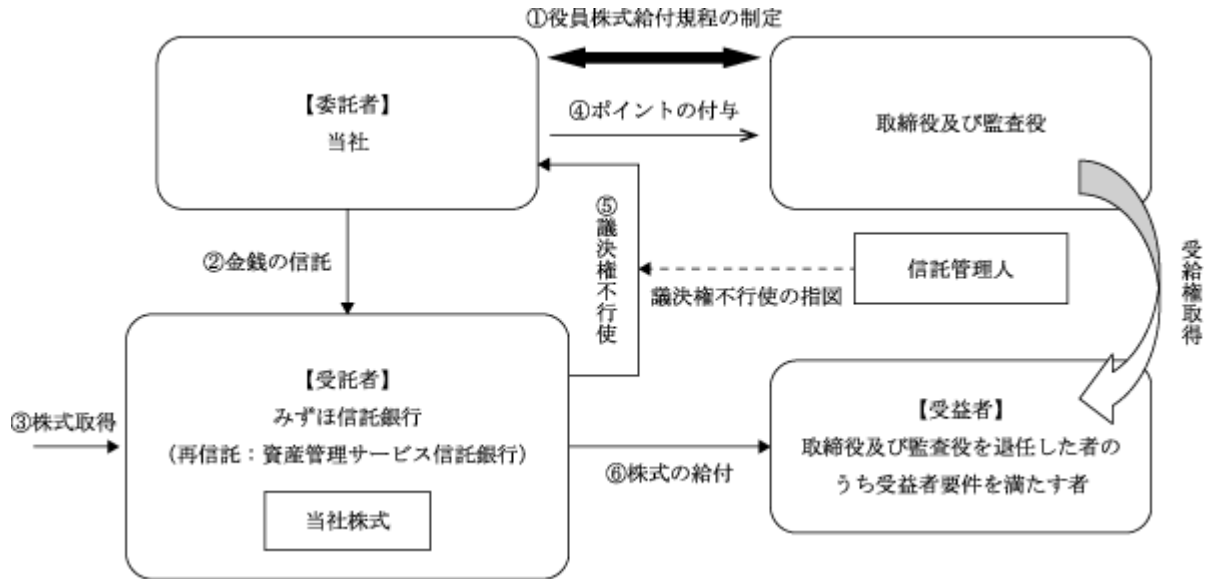 ①役員株式給付規程の制定
【委託者】
当社
④ポイントの付与
取締役及び監査役
②金銭の信託
⑤議決権不行使
信託管理人
議決権不行使の指図
受給権取得
③株式取得
【受託者】
みずほ信託銀行
（再信託：資産管理サービス信託銀行）
当社株式
⑥株式の給付
【受益者】
取締役及び監査役を退任した者の
うち受益者要件を満たす者